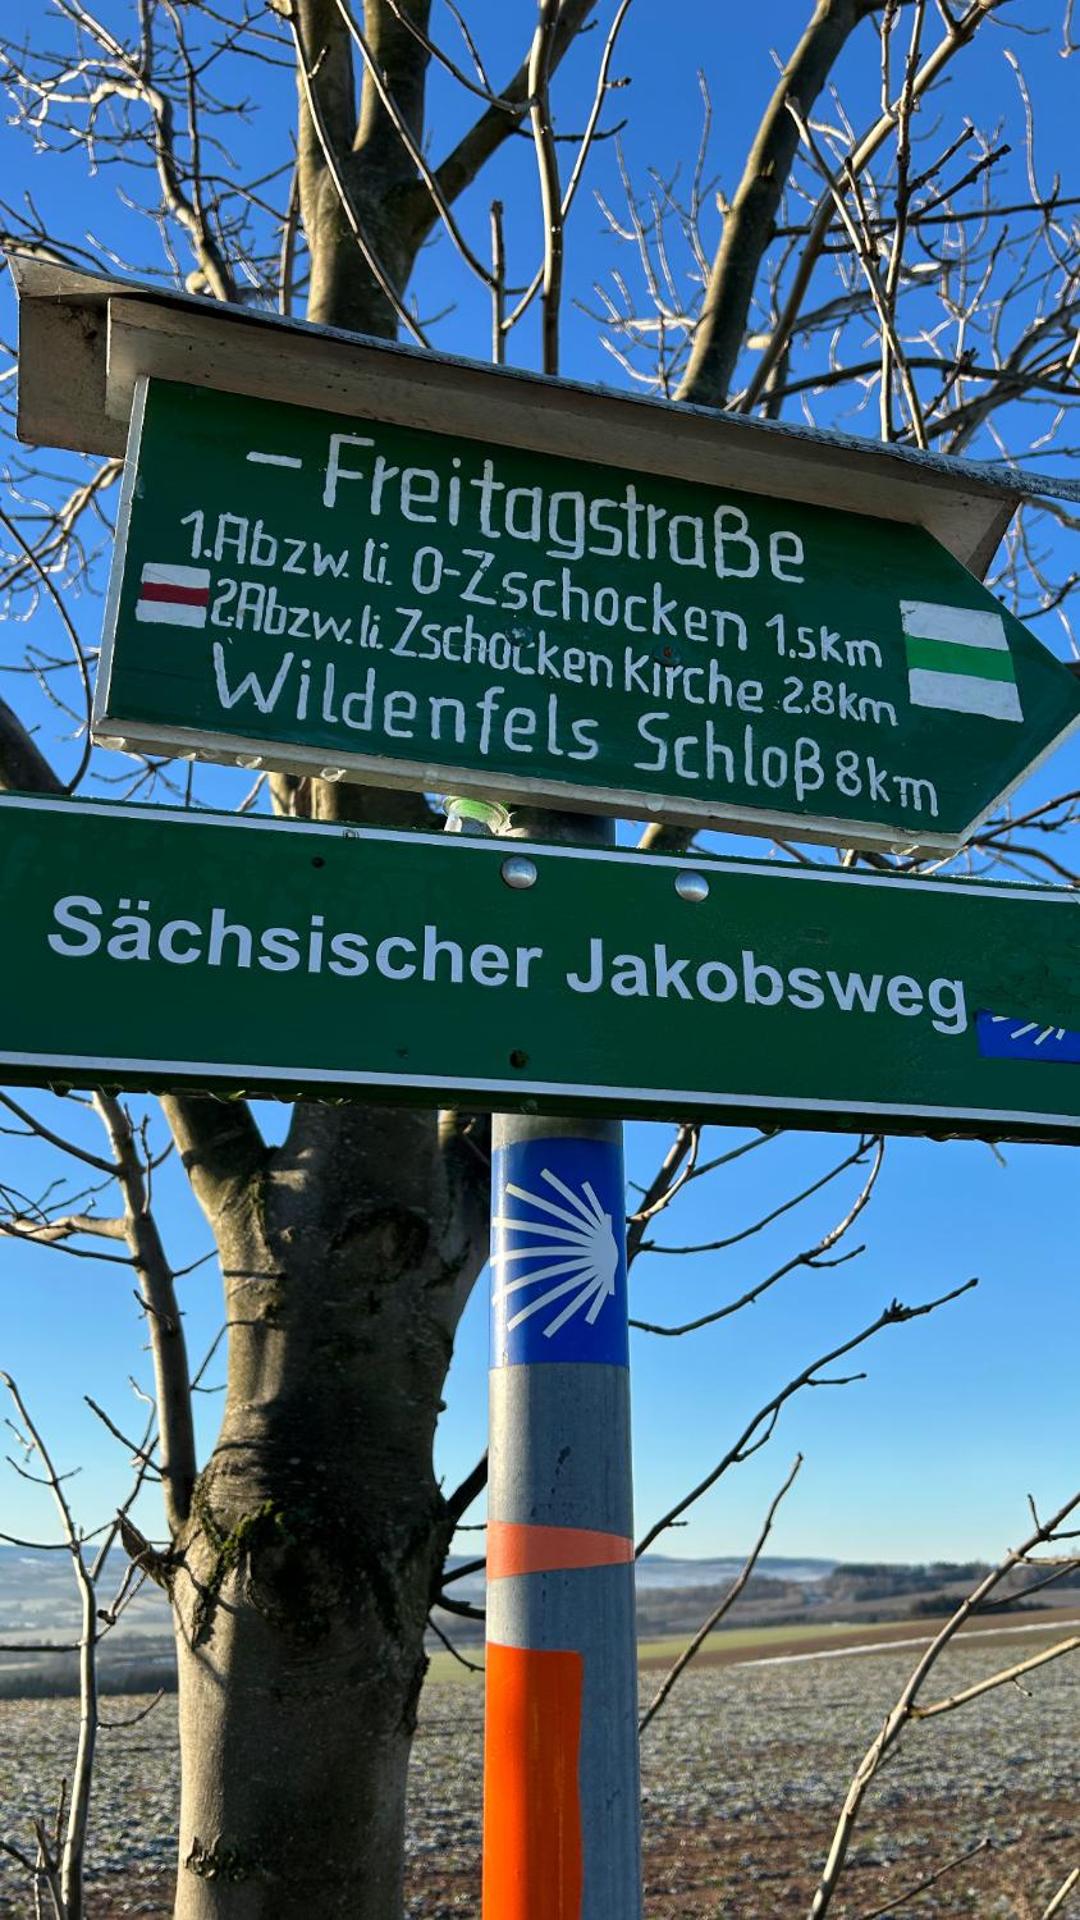 – Freitagstraße
1.Abzw. li. O-Zschocken 1.5km
2.Abzw. li. Zschocken Kirche 2.8km
Wildenfels Schloß 8km
Sächsischer Jakobsweg